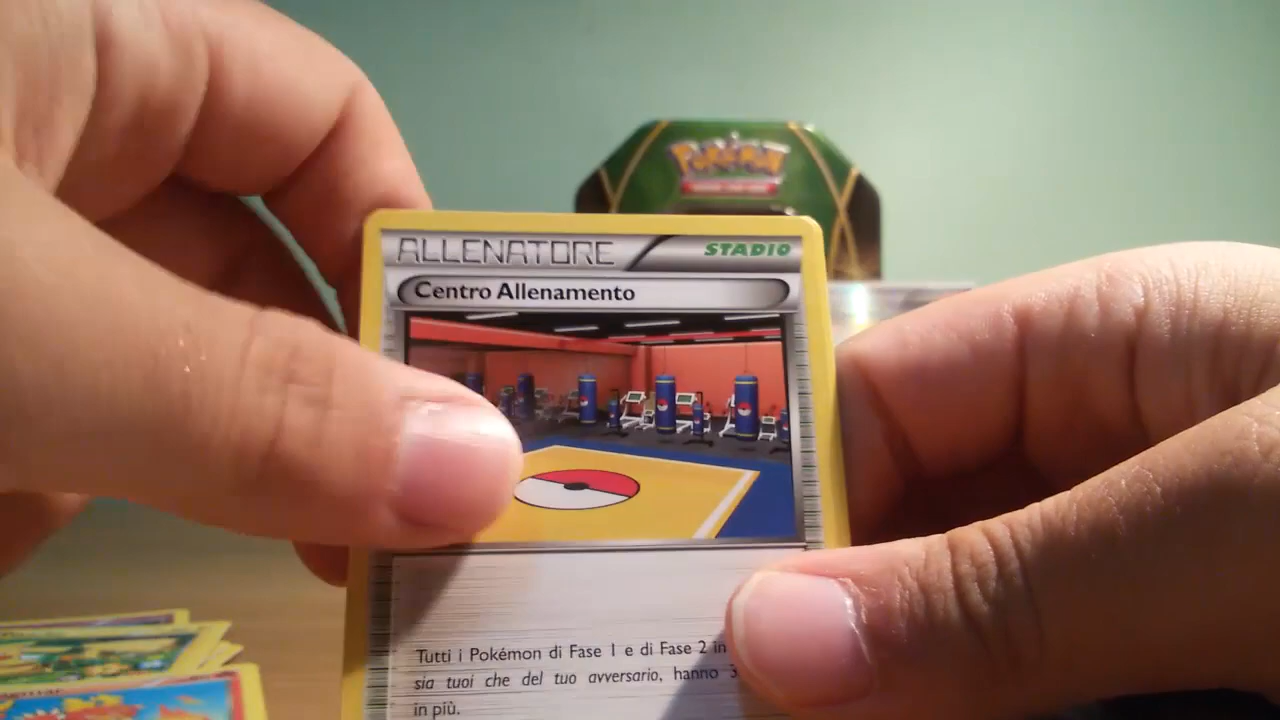 POKéMON
ALLENATORE
STADIO
Centro Allenamento
Tutti i Pokémon di Fase 1 e di Fase 2 in
sia tuoi che del tuo avversario, hanno 3
in più.